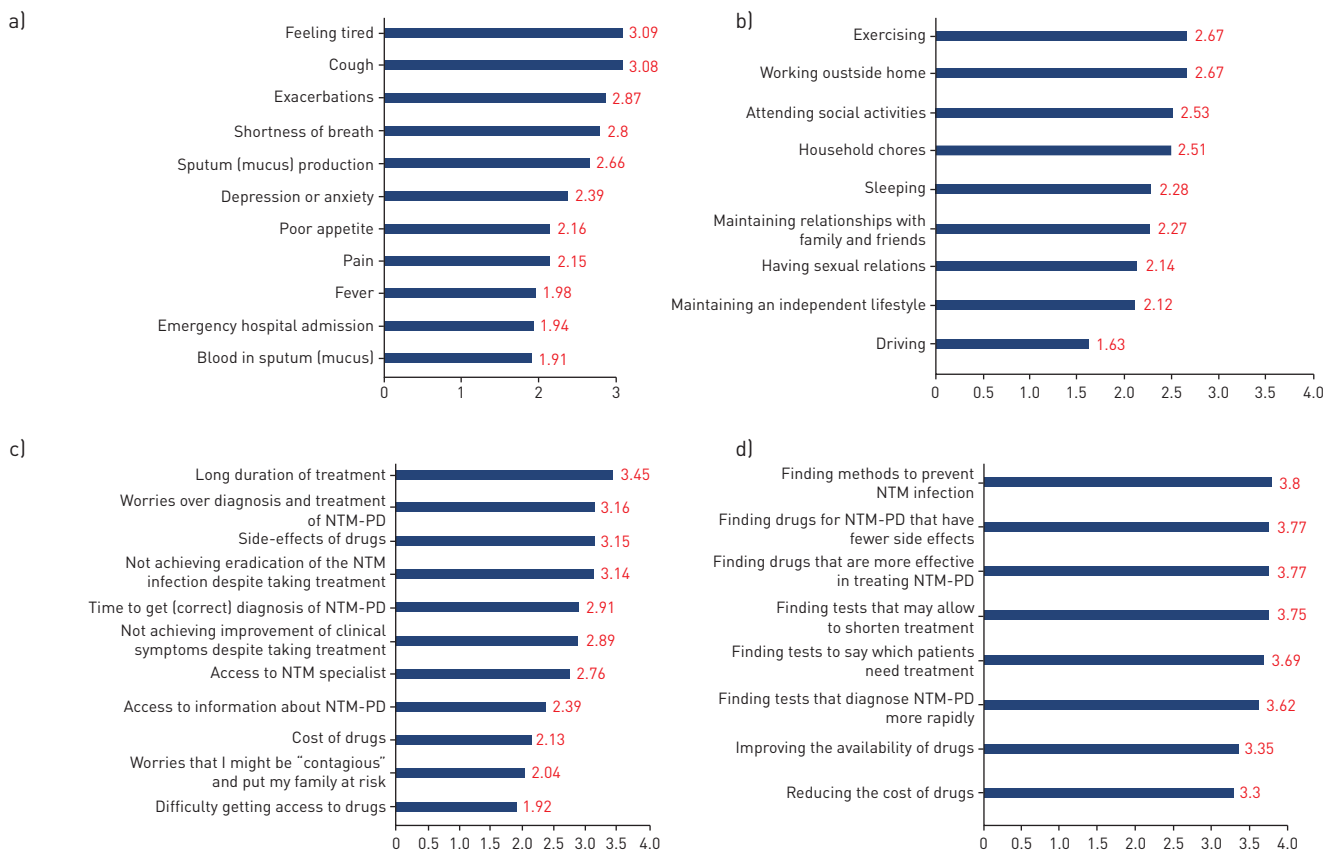 a)
Feeling tired
3.09
Cough
3.08
Exacerbations
2.87
Shortness of breath
2.8
Sputum (mucus) production
2.66
Depression or anxiety
2.39
Poor appetite
2.16
Pain
2.15
Fever
1.98
Emergency hospital admission
1.94
Blood in sputum (mucus)
1.91
0 1 2 3
b)
Exercising
2.67
Working oustside home
2.67
Attending social activities
2.53
Household chores
2.51
Sleeping
2.28
Maintaining relationships with
family and friends
2.27
Having sexual relations
2.14
Maintaining an independent lifestyle
2.12
Driving
1.63
0 0.5 1.0 1.5 2.0 2.5 3.0 3.5 4.0
c)
Long duration of treatment
3.45
Worries over diagnosis and treatment
of NTM-PD
3.16
Side-effects of drugs
3.15
Not achieving eradication of the NTM
infection despite taking treatment
3.14
Time to get (correct) diagnosis of NTM-PD
2.91
Not achieving improvement of clinical
symptoms despite taking treatment
2.89
Access to NTM specialist
2.76
Access to information about NTM-PD
2.39
Cost of drugs
2.13
Worries that I might be "contagious"
and put my family at risk
2.04
Difficulty getting access to drugs
1.92
0 0.5 1.0 1.5 2.0 2.5 3.0 3.5 4.0
d)
Finding methods to prevent
NTM infection
3.8
Finding drugs for NTM-PD that have
fewer side effects
3.77
Finding drugs that are more effective
in treating NTM-PD
3.77
Finding tests that may allow
to shorten treatment
3.75
Finding tests to say which patients
need treatment
3.69
Finding tests that diagnose NTM-PD
more rapidly
3.62
Improving the availability of drugs
3.35
Reducing the cost of drugs
3.3
0 0.5 1.0 1.5 2.0 2.5 3.0 3.5 4.0